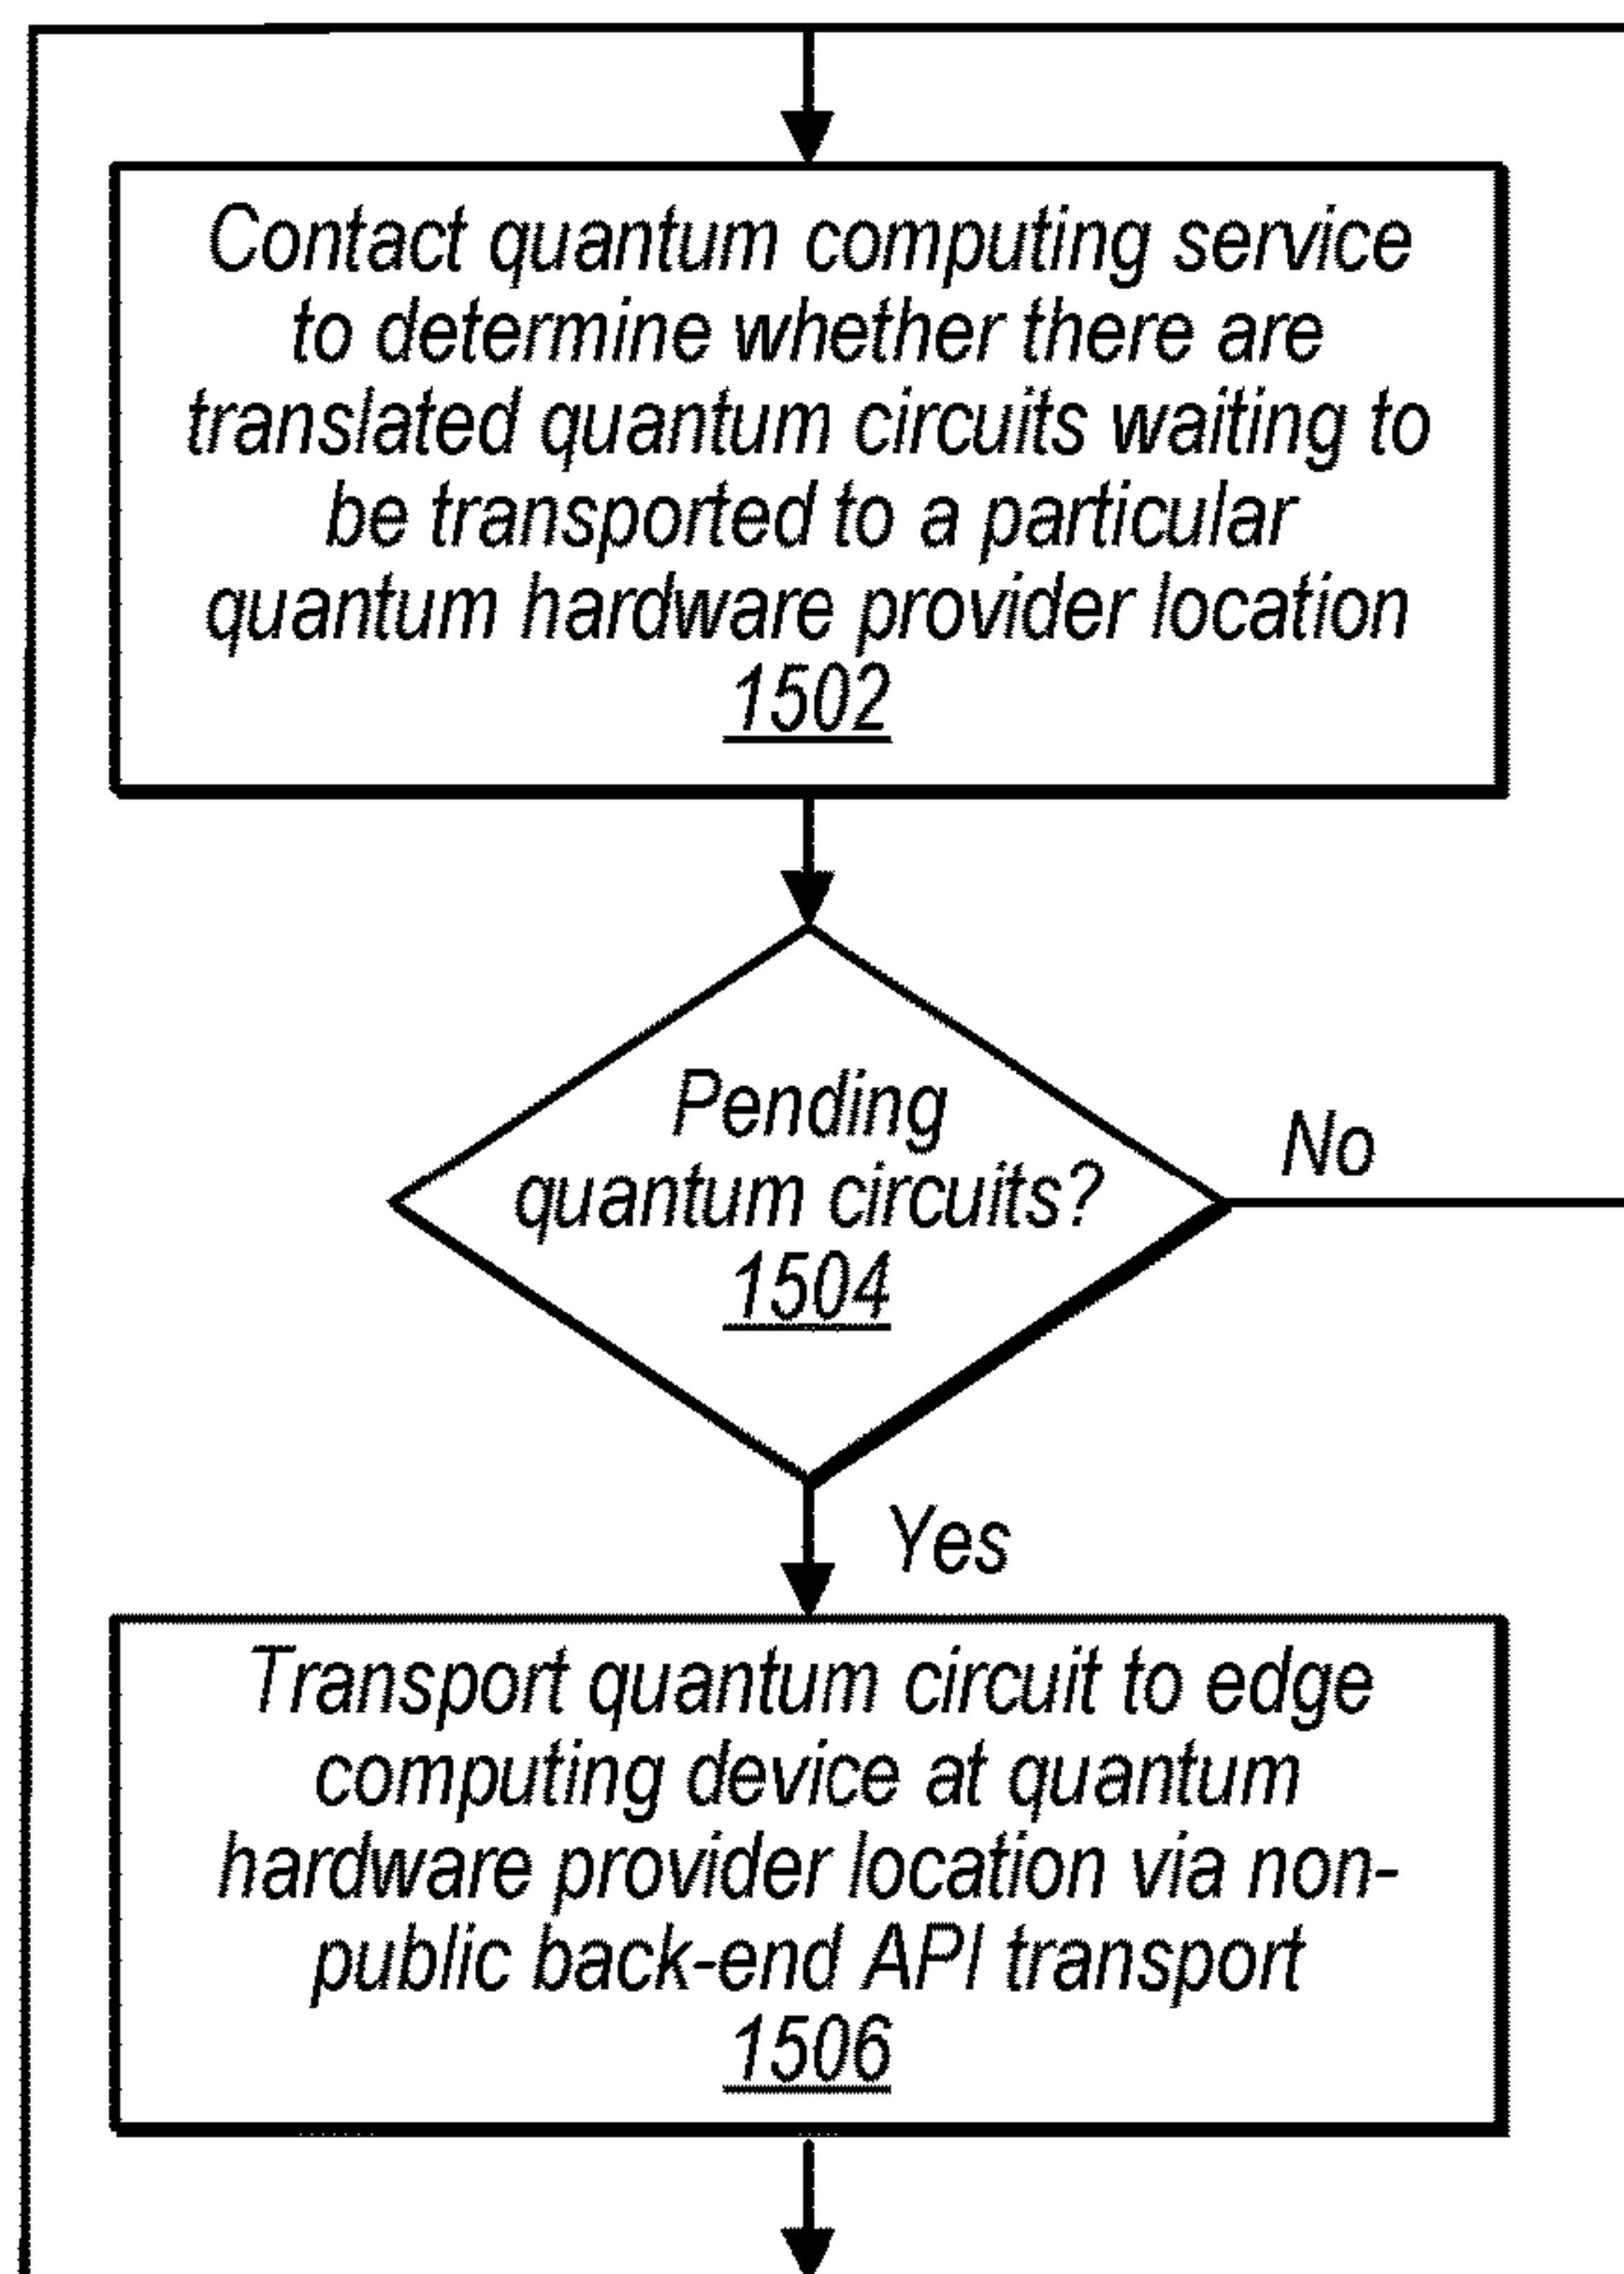 Contact quantum computing service
to determine whether there are
translated quantum circuits waiting to
be transported to a particular
quantum hardware provider location
1502
Pending
quantum circuits?
1504
No
Yes
Transport quantum circuit to edge
computing device at quantum
hardware provider location via non-
public back-end API transport
1506